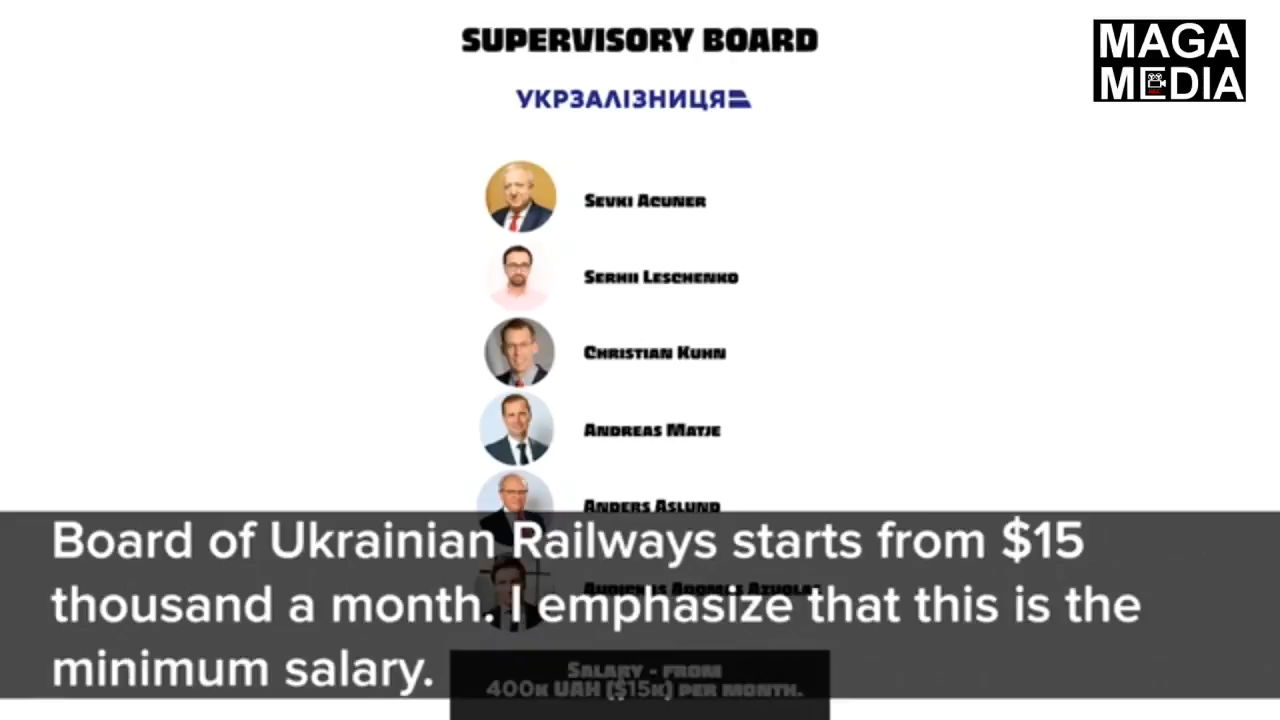 SUPERVISORY BOARD
MAGA
MEDIA
УКРЗАЛІЗНИЦЯ
Sevki Acuner
Serhii Leschenko
Christian Kuhn
Andreas Matje
Anders Aslund
Board of Ukrainian Railways starts from $15
thousand a month. I emphasize that this is the
minimum salary.
Salary - from
400k UAH ($15k) per month.